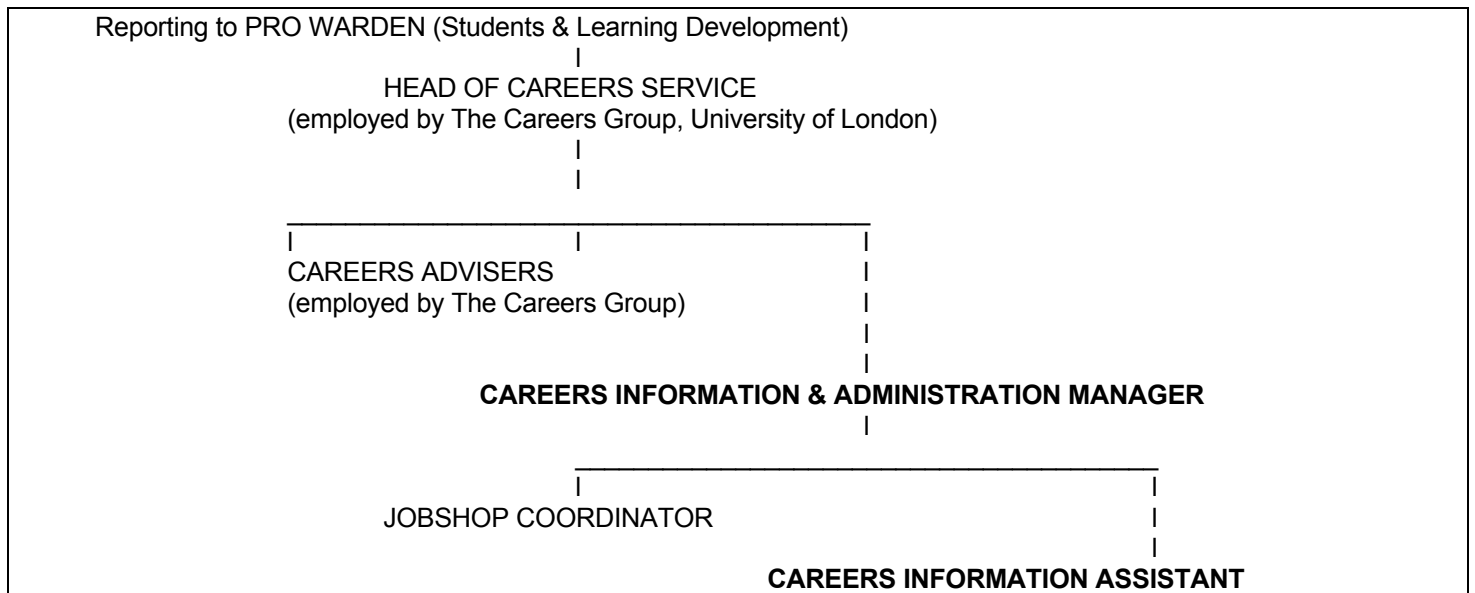 Reporting to PRO WARDEN (Students & Learning Development)
HEAD OF CAREERS SERVICE
(employed by The Careers Group, University of London)
CAREERS ADVISERS
(employed by The Careers Group)
CAREERS INFORMATION & ADMINISTRATION MANAGER
JOBSHOP COORDINATOR
CAREERS INFORMATION ASSISTANT